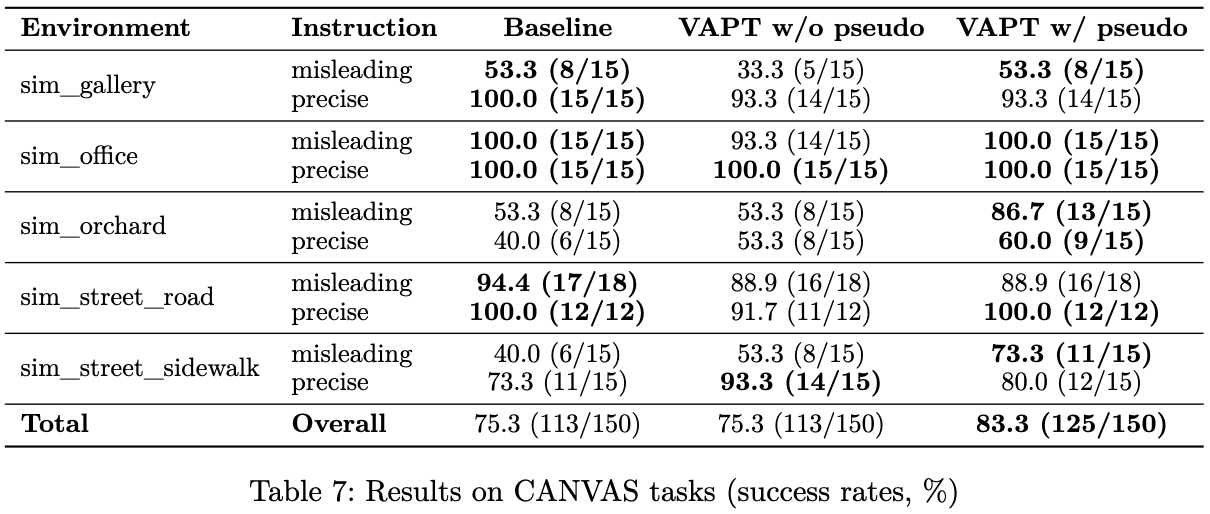 Environment Instruction Baseline VAPT w/o pseudo VAPT w/ pseudo
sim_gallery misleading 53.3 (8/15) 33.3 (5/15) 53.3 (8/15)
precise 100.0 (15/15) 93.3 (14/15) 93.3 (14/15)
sim_office misleading 100.0 (15/15) 93.3 (14/15) 100.0 (15/15)
precise 100.0 (15/15) 100.0 (15/15) 100.0 (15/15)
sim_orchard misleading 53.3 (8/15) 53.3 (8/15) 86.7 (13/15)
precise 40.0 (6/15) 53.3 (8/15) 60.0 (9/15)
sim_street_road misleading 94.4 (17/18) 88.9 (16/18) 88.9 (16/18)
precise 100.0 (12/12) 91.7 (11/12) 100.0 (12/12)
sim_street_sidewalk misleading 40.0 (6/15) 53.3 (8/15) 73.3 (11/15)
precise 73.3 (11/15) 93.3 (14/15) 80.0 (12/15)
Total Overall 75.3 (113/150) 75.3 (113/150) 83.3 (125/150)
Table 7: Results on CANVAS tasks (success rates, %)